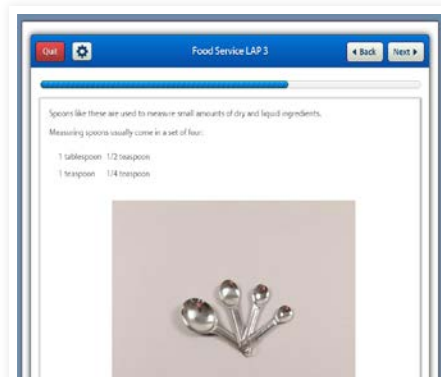 Quit Food Service LAP 3 Back Next
Spoons like these are used to measure small amounts of dry and liquid ingredients.
Measuring spoons usually come in a set of four:
1 tablespoon 1/2 teaspoon
1 teaspoon 1/4 teaspoon